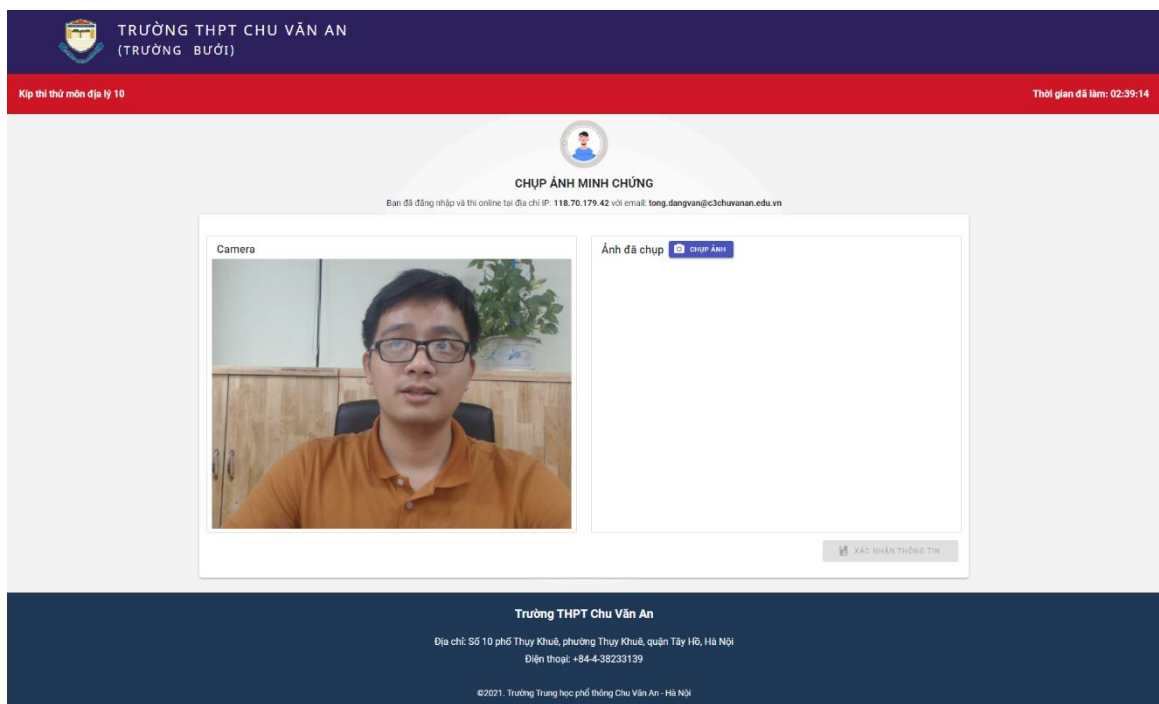 TRƯỜNG THPT CHU VĂN AN
(TRƯỜNG BƯỞI)
Kíp thi thử môn địa lý 10
Thời gian đã làm: 02:39:14
CHỤP ẢNH MINH CHỨNG
Bạn đã đăng nhập và thi online tại địa chỉ IP: 118.70.179.42 với email: tong.dangvan@c3chuvanan.edu.vn
Camera
Ảnh đã chụp
CHỤP ẢNH
XÁC NHẬN THÔNG TIN
Trường THPT Chu Văn An
Địa chỉ: Số 10 phố Thụy Khuê, phường Thụy Khuê, quận Tây Hồ, Hà Nội
Điện thoại: +84-4-38233139
©2021. Trường Trung học phổ thông Chu Văn An - Hà Nội